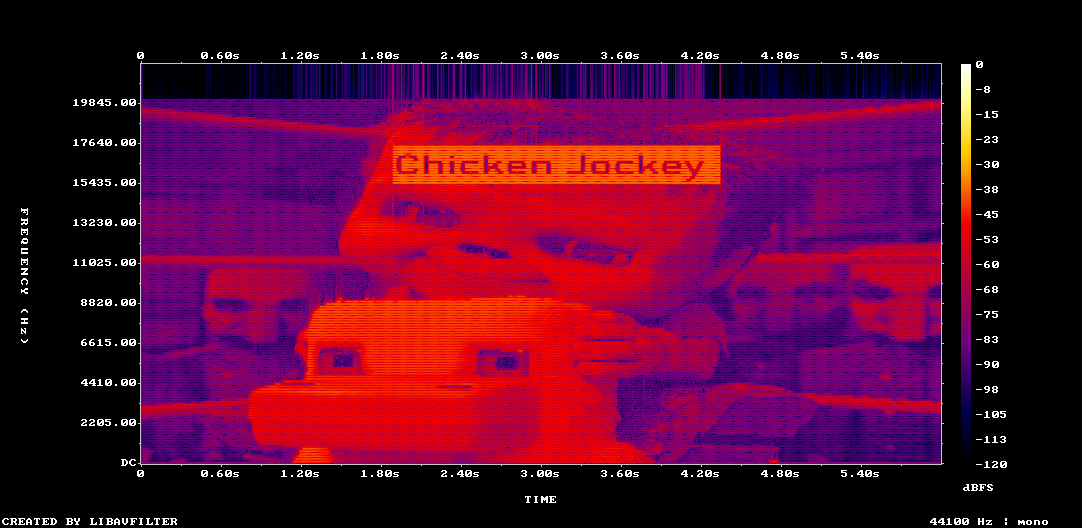 0 0.60s 1.20s 1.80s 2.40s 3.00s 3.60s 4.20s 4.80s 5.40s
0
-8
-15
-23
-30
-38
-45
-53
-60
-68
-75
-83
-90
-98
-105
-113
-120
dBFS
19845.00
17640.00
15435.00
13230.00
11025.00
8820.00
6615.00
4410.00
2205.00
DC
FREQUENCY (Hz)
Chicken Jockey
0 0.60s 1.20s 1.80s 2.40s 3.00s 3.60s 4.20s 4.80s 5.40s
TIME
CREATED BY LIBAVFILTER
44100 Hz | mono